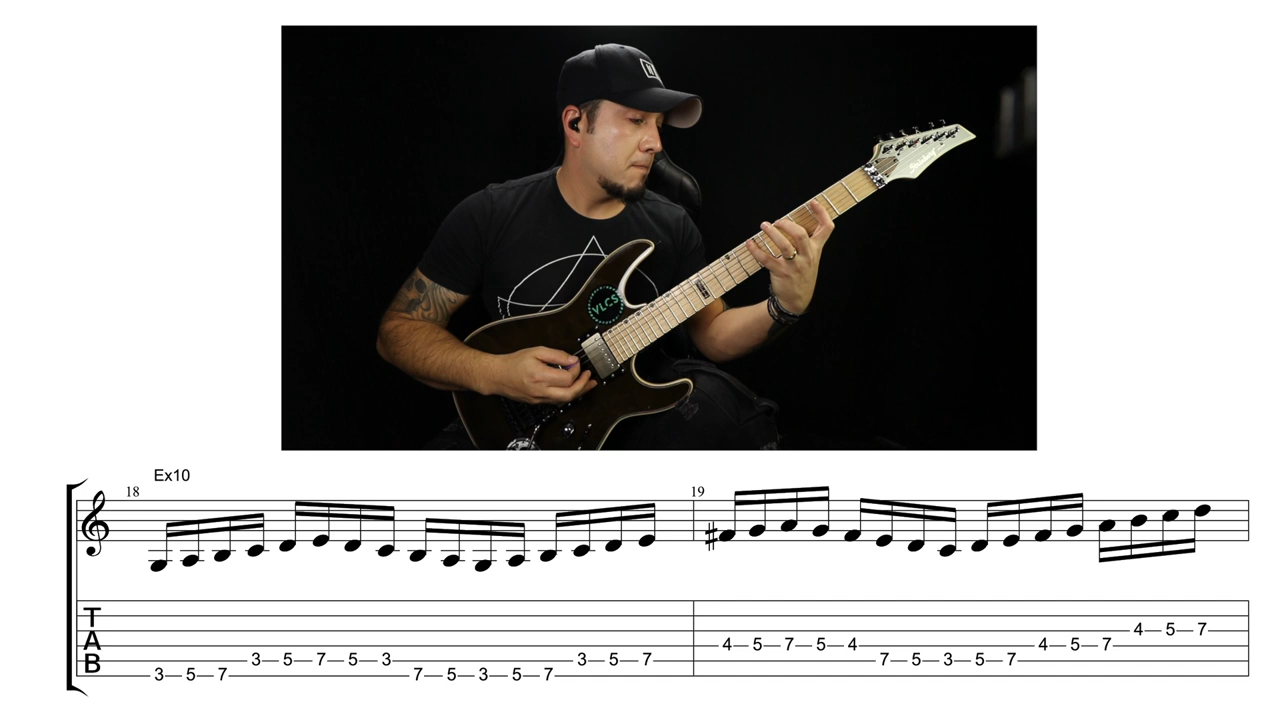 VLCS
Ex10
18 19
T
A
B
4 5 7
4 5 7 5 4 4 5 7
3 5 7 5 3 3 5 7 7 5 3 5 7
3 5 7 7 5 3 5 7